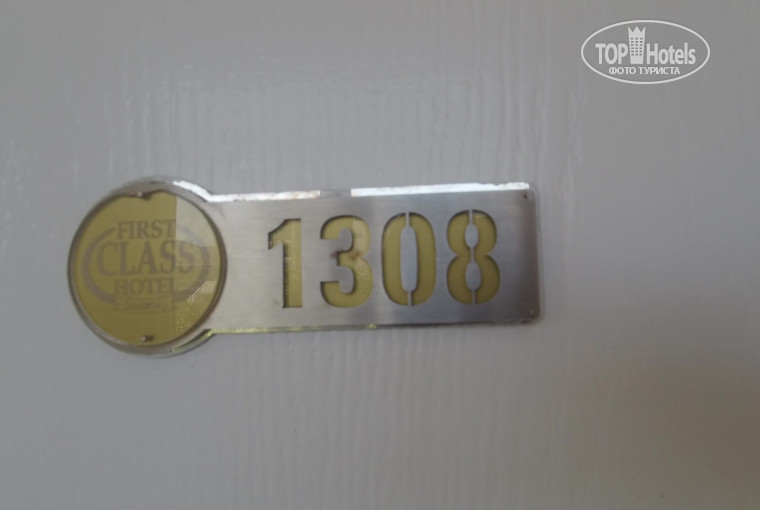 TOP Hotels
ФОТО ТУРИСТА
FIRST
CLASS
HOTEL
1308